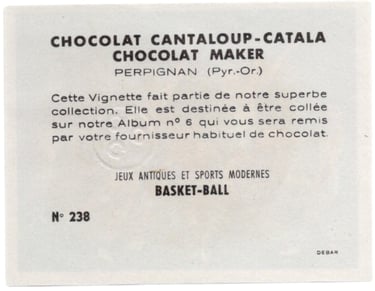 CHOCOLAT CANTALOUP-CATALA
CHOCOLAT MAKER
PERPIGNAN (Pyr.-Or.)
Cette Vignette fait partie de notre superbe
collection. Elle est destinée à être collée
sur notre Album nº 6 qui vous sera remis
par votre fournisseur habituel de chocolat.
JEUX ANTIQUES ET SPORTS MODERNES
BASKET-BALL
Nº 238
DEBAR